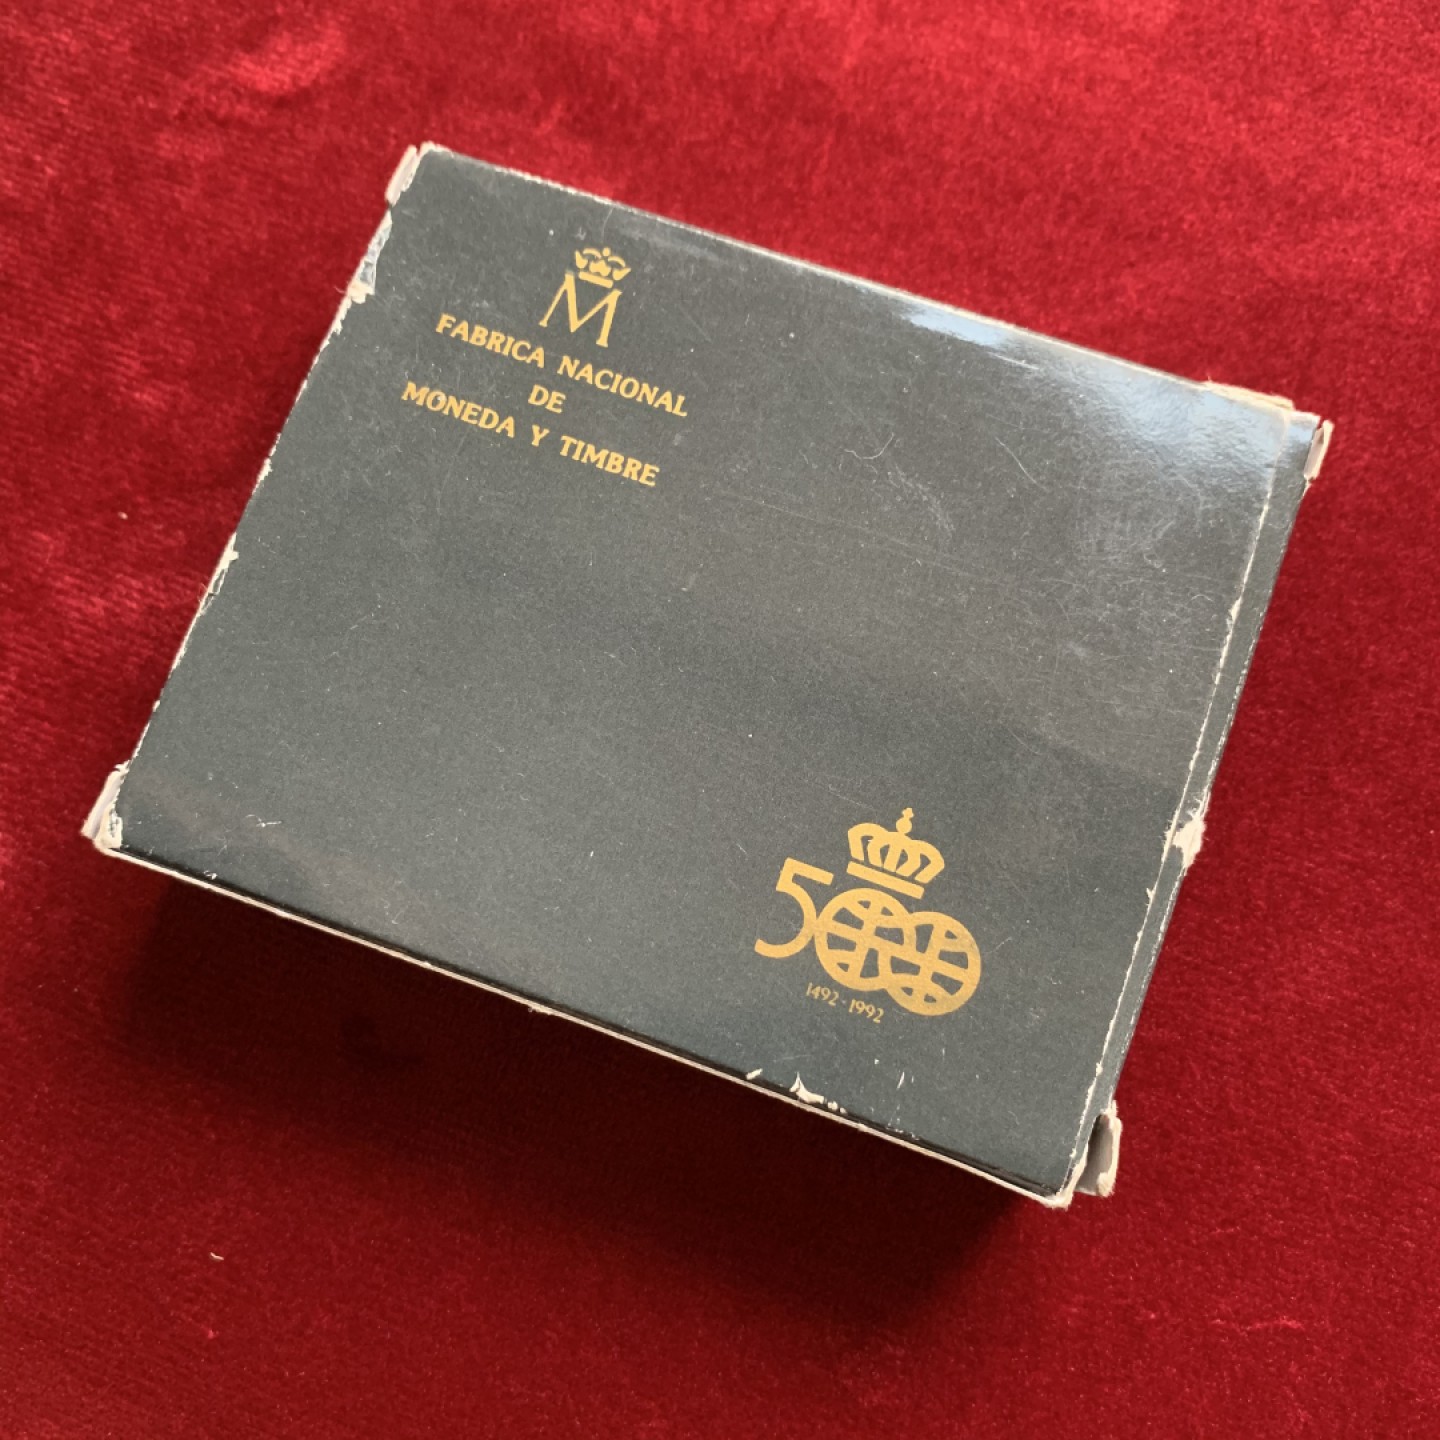 M
FABRICA NACIONAL
DE
MONEDA Y TIMBRE
500
1492-1992